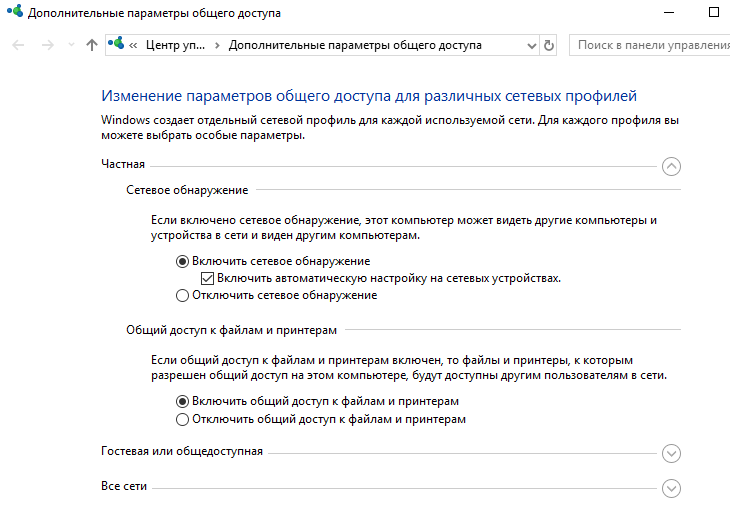 Дополнительные параметры общего доступа
« Центр уп... > Дополнительные параметры общего доступа
Поиск в панели управления
Изменение параметров общего доступа для различных сетевых профилей
Windows создает отдельный сетевой профиль для каждой используемой сети. Для каждого профиля вы
можете выбрать особые параметры.
Частная
Сетевое обнаружение
Если включено сетевое обнаружение, этот компьютер может видеть другие компьютеры и
устройства в сети и виден другим компьютерам.
Включить сетевое обнаружение
Включить автоматическую настройку на сетевых устройствах.
Отключить сетевое обнаружение
Общий доступ к файлам и принтерам
Если общий доступ к файлам и принтерам включен, то файлы и принтеры, к которым
разрешен общий доступ на этом компьютере, будут доступны другим пользователям в сети.
Включить общий доступ к файлам и принтерам
Отключить общий доступ к файлам и принтерам
Гостевая или общедоступная
Все сети